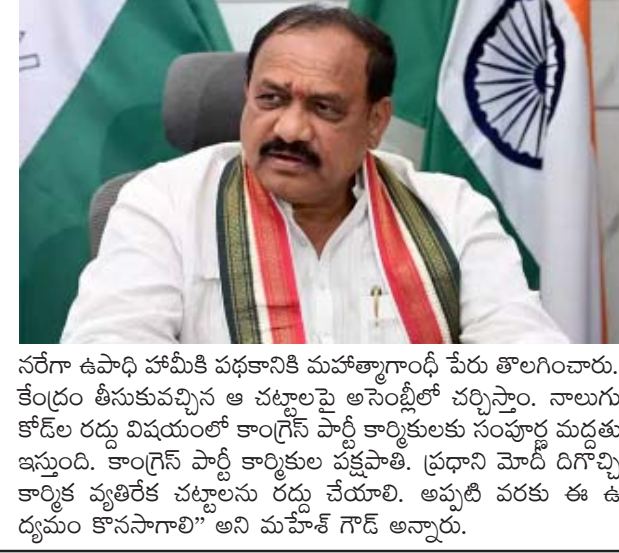 నరేగా ఉపాధి హామీకి పథకానికి మహాత్మాగాంధీ పేరు తొలగించారు.
కేంద్రం తీసుకువచ్చిన ఆ చట్టాలపై అసెంబ్లీలో చర్చిస్తాం. నాలుగు
కోడ్‌ల రద్దు విషయంలో కాంగ్రెస్ పార్టీ కార్మికులకు సంపూర్ణ మద్దతు
ఇస్తుంది. కాంగ్రెస్ పార్టీ కార్మికుల పక్షపాతి. ప్రధాని మోదీ దిగొచ్చి
కార్మిక వ్యతిరేక చట్టాలను రద్దు చేయాలి. అప్పటి వరకు ఈ ఉ
ద్యమం కొనసాగాలి” అని మహేశ్ గౌడ్ అన్నారు.